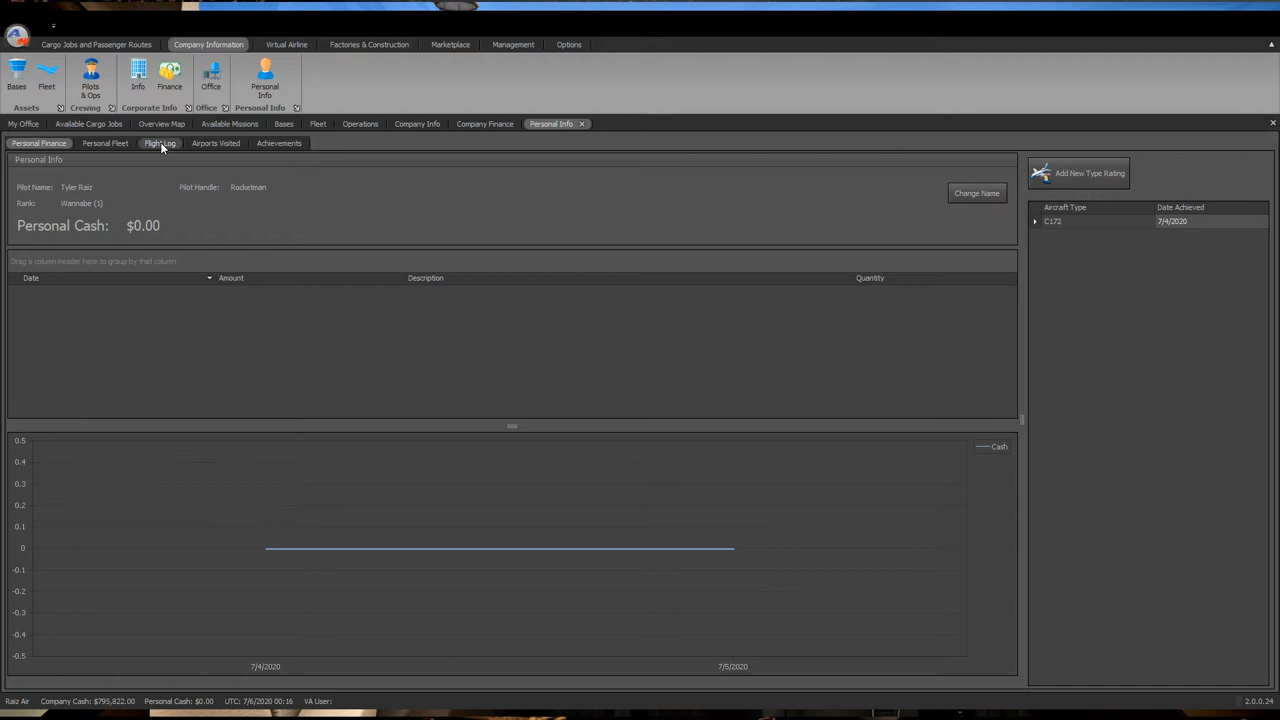 Cargo Jobs and Passenger Routes Company Information Virtual Airline Factories & Construction Marketplace Management Options
Bases Fleet Pilots & Ops Info Finance Office Personal Info
Assets Crewing Corporate Info Office Personal Info
My Office Available Cargo Jobs Overview Map Available Missions Bases Fleet Operations Company Info Company Finance Personal Info
Personal Finance Personal Fleet Flight Log Airports Visited Achievements
Personal Info
Pilot Name: Tyler Raiz Pilot Handle: Rocketman
Rank: Wannabe (1)
Personal Cash: $0.00
Change Name
Add New Type Rating
Aircraft Type Date Achieved
C172 7/4/2020
Drag a column header here to group by that column
Date Amount Description Quantity
Cash
0.5
0.4
0.3
0.2
0.1
0
-0.1
-0.2
-0.3
-0.4
-0.5
7/4/2020 7/5/2020
Raiz Air Company Cash: $795,822.00 Personal Cash: $0.00 UTC: 7/6/2020 00:16 VA User: 2.0.0.24